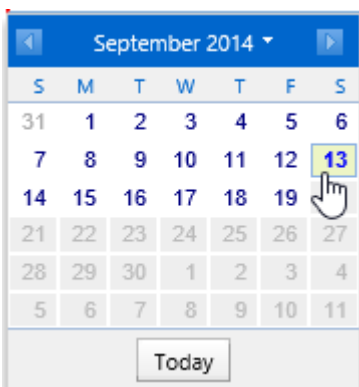 September 2014
S M T W T F S
31 1 2 3 4 5 6
7 8 9 10 11 12 13
14 15 16 17 18 19
21 22 23 24 25 26 27
28 29 30 1 2 3 4
5 6 7 8 9 10 11
Today